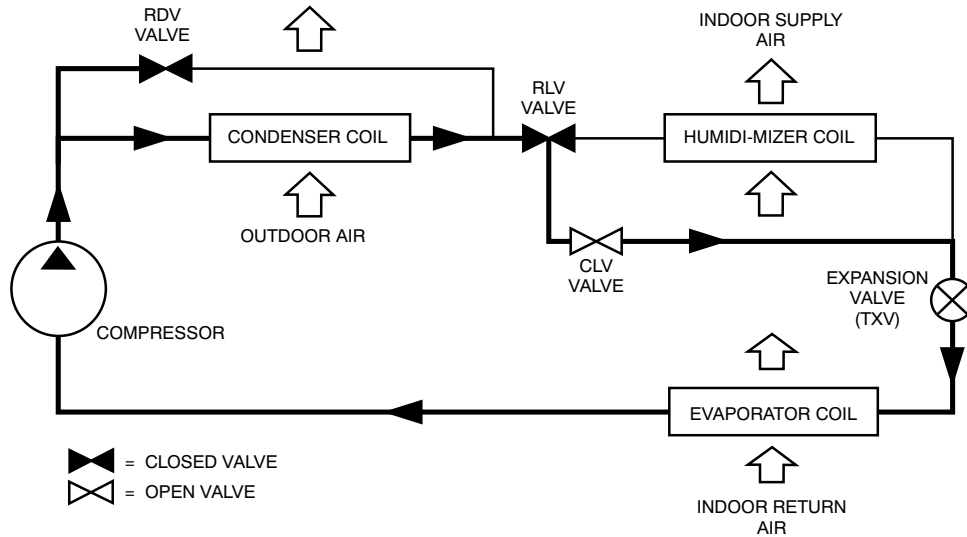 RDV
VALVE
INDOOR SUPPLY
AIR
RLV
VALVE
CONDENSER COIL
HUMIDI-MIZER COIL
OUTDOOR AIR
CLV
VALVE
EXPANSION
VALVE
(TXV)
COMPRESSOR
EVAPORATOR COIL
= CLOSED VALVE
= OPEN VALVE
INDOOR RETURN
AIR